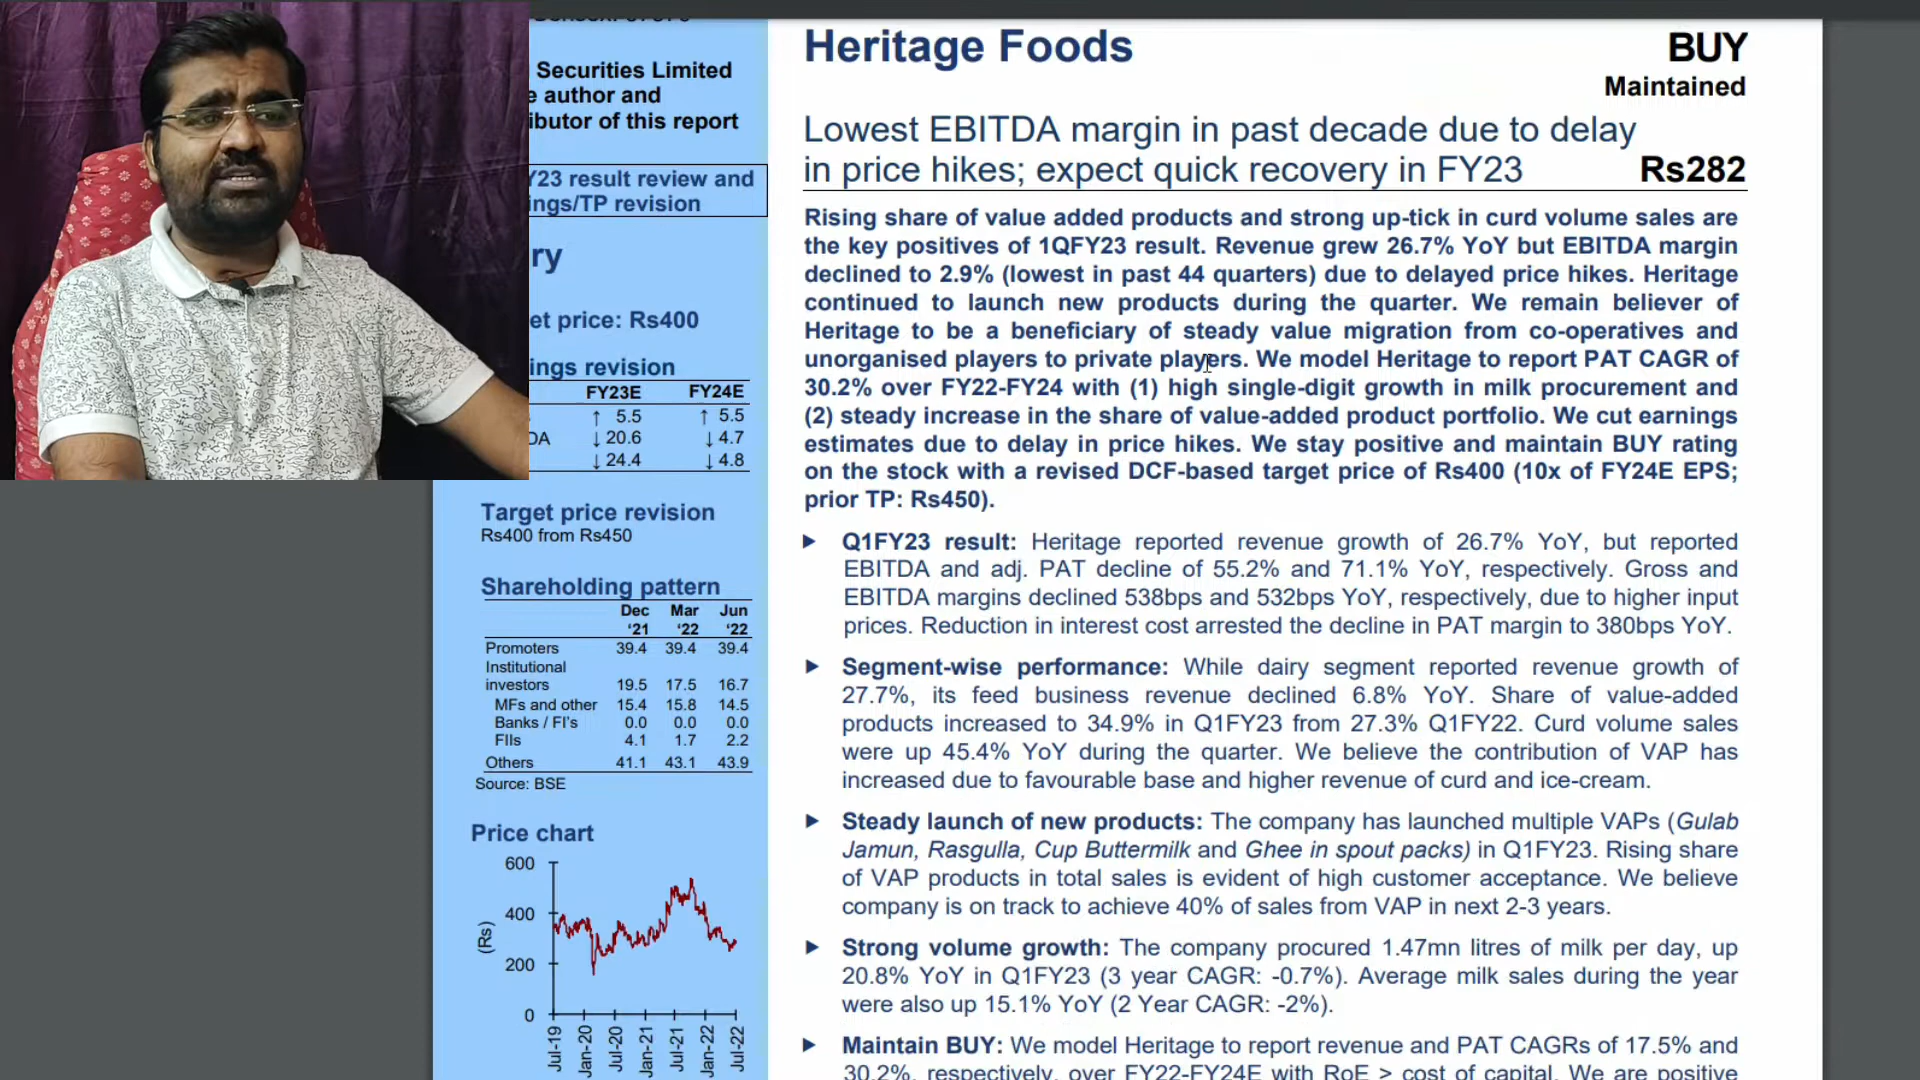 Securities Limited
author and
ibutor of this report
Y23 result review and
ings/TP revision
ry
et price: Rs400
ings revision
FY23E FY24E
↑ 5.5 ↑ 5.5
DA ↓ 20.6 ↓ 4.7
↓ 24.4 ↓ 4.8
Target price revision
Rs400 from Rs450
Shareholding pattern
Dec Mar Jun
'21 '22 '22
Promoters 39.4 39.4 39.4
Institutional
investors 19.5 17.5 16.7
MFs and other 15.4 15.8 14.5
Banks / FI's 0.0 0.0 0.0
FIIs 4.1 1.7 2.2
Others 41.1 43.1 43.9
Source: BSE
Price chart
600
400
200
0
(Rs)
Jul-19
Jan-20
Jul-20
Jan-21
Jul-21
Jan-22
Jul-22
Heritage Foods
BUY
Maintained
Lowest EBITDA margin in past decade due to delay
in price hikes; expect quick recovery in FY23 Rs282
Rising share of value added products and strong up-tick in curd volume sales are
the key positives of 1QFY23 result. Revenue grew 26.7% YoY but EBITDA margin
declined to 2.9% (lowest in past 44 quarters) due to delayed price hikes. Heritage
continued to launch new products during the quarter. We remain believer of
Heritage to be a beneficiary of steady value migration from co-operatives and
unorganised players to private players. We model Heritage to report PAT CAGR of
30.2% over FY22-FY24 with (1) high single-digit growth in milk procurement and
(2) steady increase in the share of value-added product portfolio. We cut earnings
estimates due to delay in price hikes. We stay positive and maintain BUY rating
on the stock with a revised DCF-based target price of Rs400 (10x of FY24E EPS;
prior TP: Rs450).
Q1FY23 result: Heritage reported revenue growth of 26.7% YoY, but reported
EBITDA and adj. PAT decline of 55.2% and 71.1% YoY, respectively. Gross and
EBITDA margins declined 538bps and 532bps YoY, respectively, due to higher input
prices. Reduction in interest cost arrested the decline in PAT margin to 380bps YoY.
Segment-wise performance: While dairy segment reported revenue growth of
27.7%, its feed business revenue declined 6.8% YoY. Share of value-added
products increased to 34.9% in Q1FY23 from 27.3% Q1FY22. Curd volume sales
were up 45.4% YoY during the quarter. We believe the contribution of VAP has
increased due to favourable base and higher revenue of curd and ice-cream.
Steady launch of new products: The company has launched multiple VAPs (Gulab
Jamun, Rasgulla, Cup Buttermilk and Ghee in spout packs) in Q1FY23. Rising share
of VAP products in total sales is evident of high customer acceptance. We believe
company is on track to achieve 40% of sales from VAP in next 2-3 years.
Strong volume growth: The company procured 1.47mn litres of milk per day, up
20.8% YoY in Q1FY23 (3 year CAGR: -0.7%). Average milk sales during the year
were also up 15.1% YoY (2 Year CAGR: -2%).
Maintain BUY: We model Heritage to report revenue and PAT CAGRs of 17.5% and
30.2%, respectively, over FY22-FY24E with RoE > cost of capital. We are positive